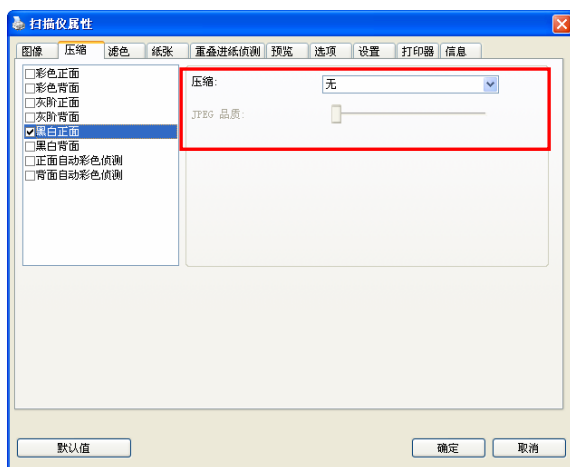 扫描仪属性
图像 压缩 滤色 纸张 重叠进纸侦测 预览 选项 设置 打印器 信息
彩色正面
彩色背面
灰阶正面
灰阶背面
黑白正面
黑白背面
正面自动彩色侦测
背面自动彩色侦测
压缩: 无
JPEG 品质:
默认值 确定 取消